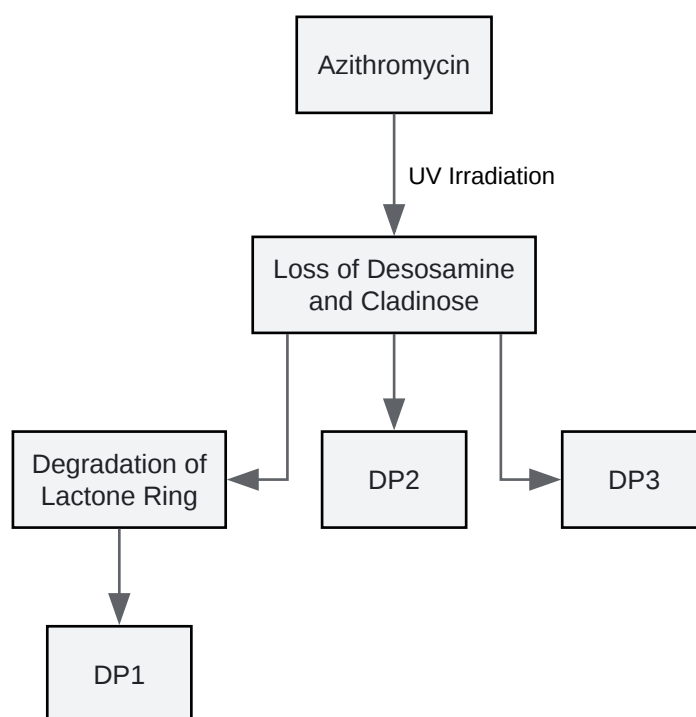 Azithromycin
UV Irradiation
Loss of Desosamine
and Cladinose
Degradation of
Lactone Ring
DP2
DP3
DP1